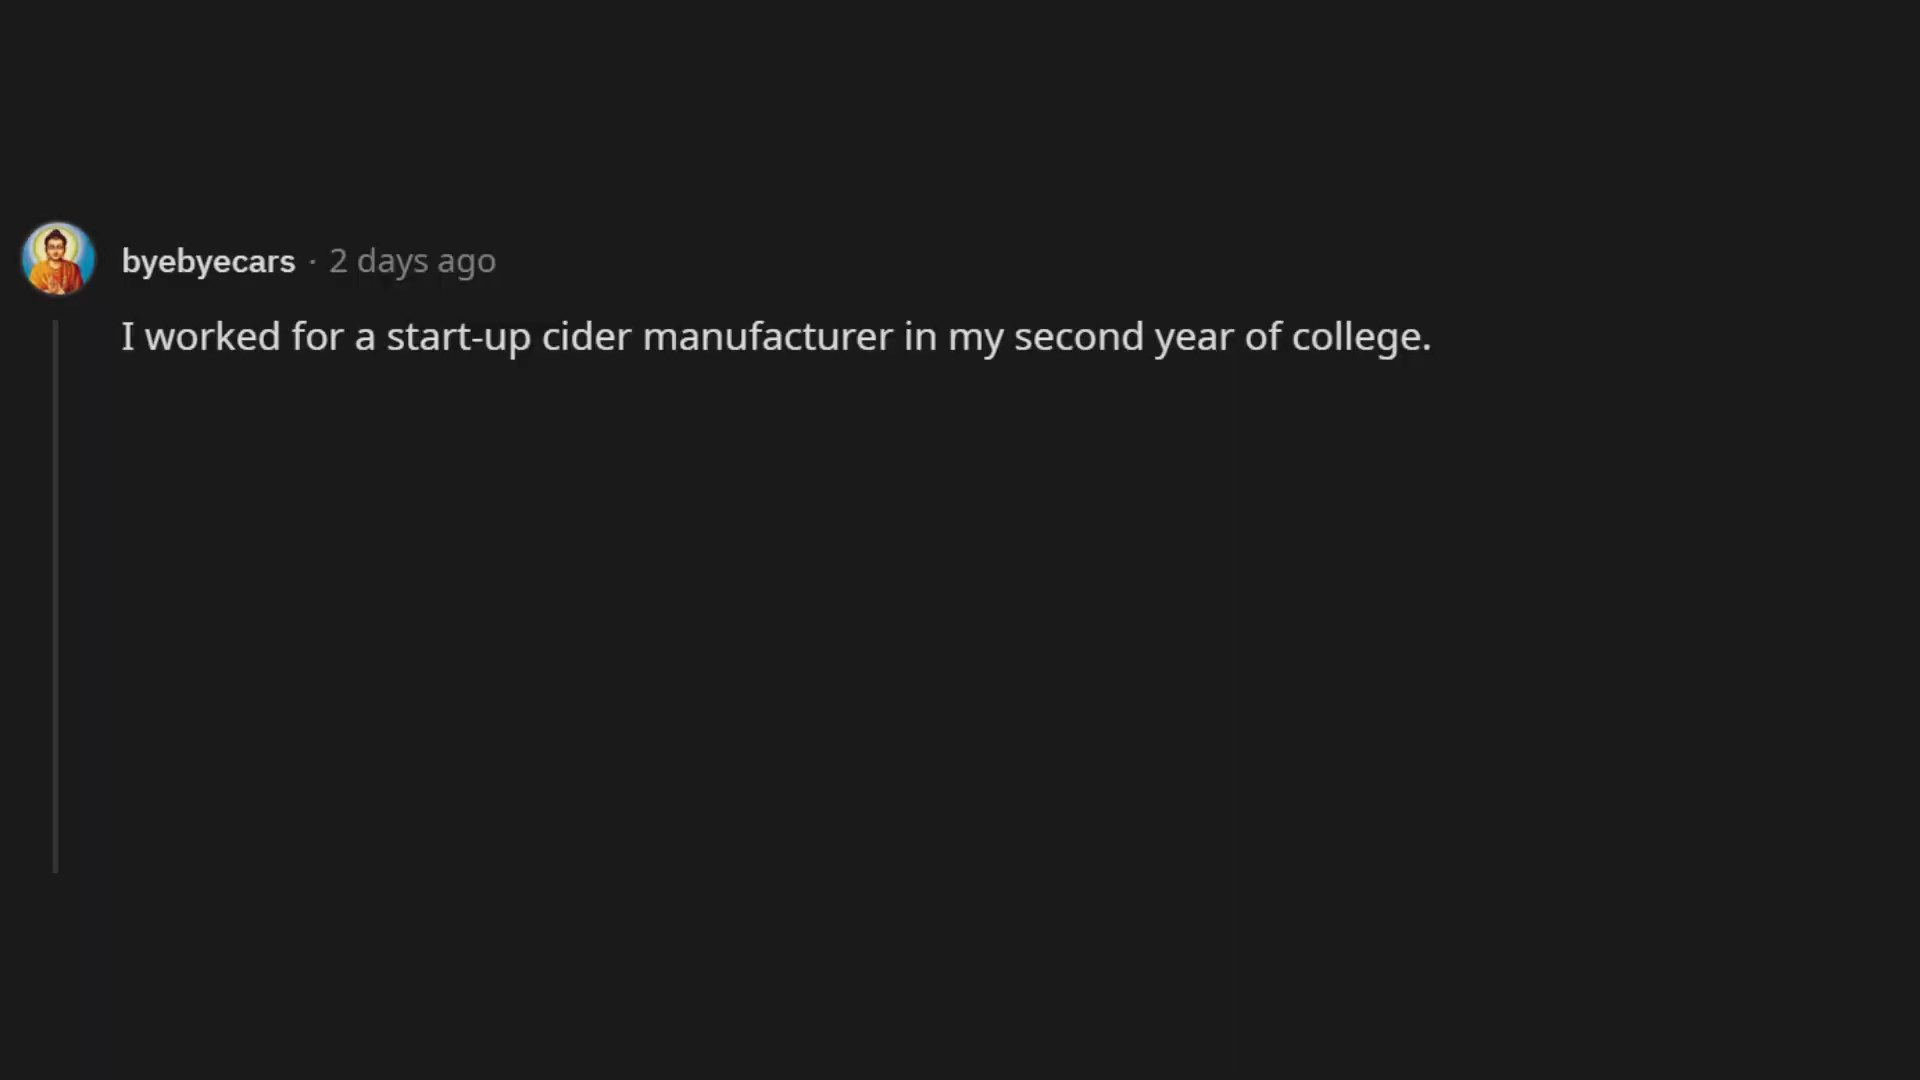 byebyecars · 2 days ago
I worked for a start-up cider manufacturer in my second year of college.